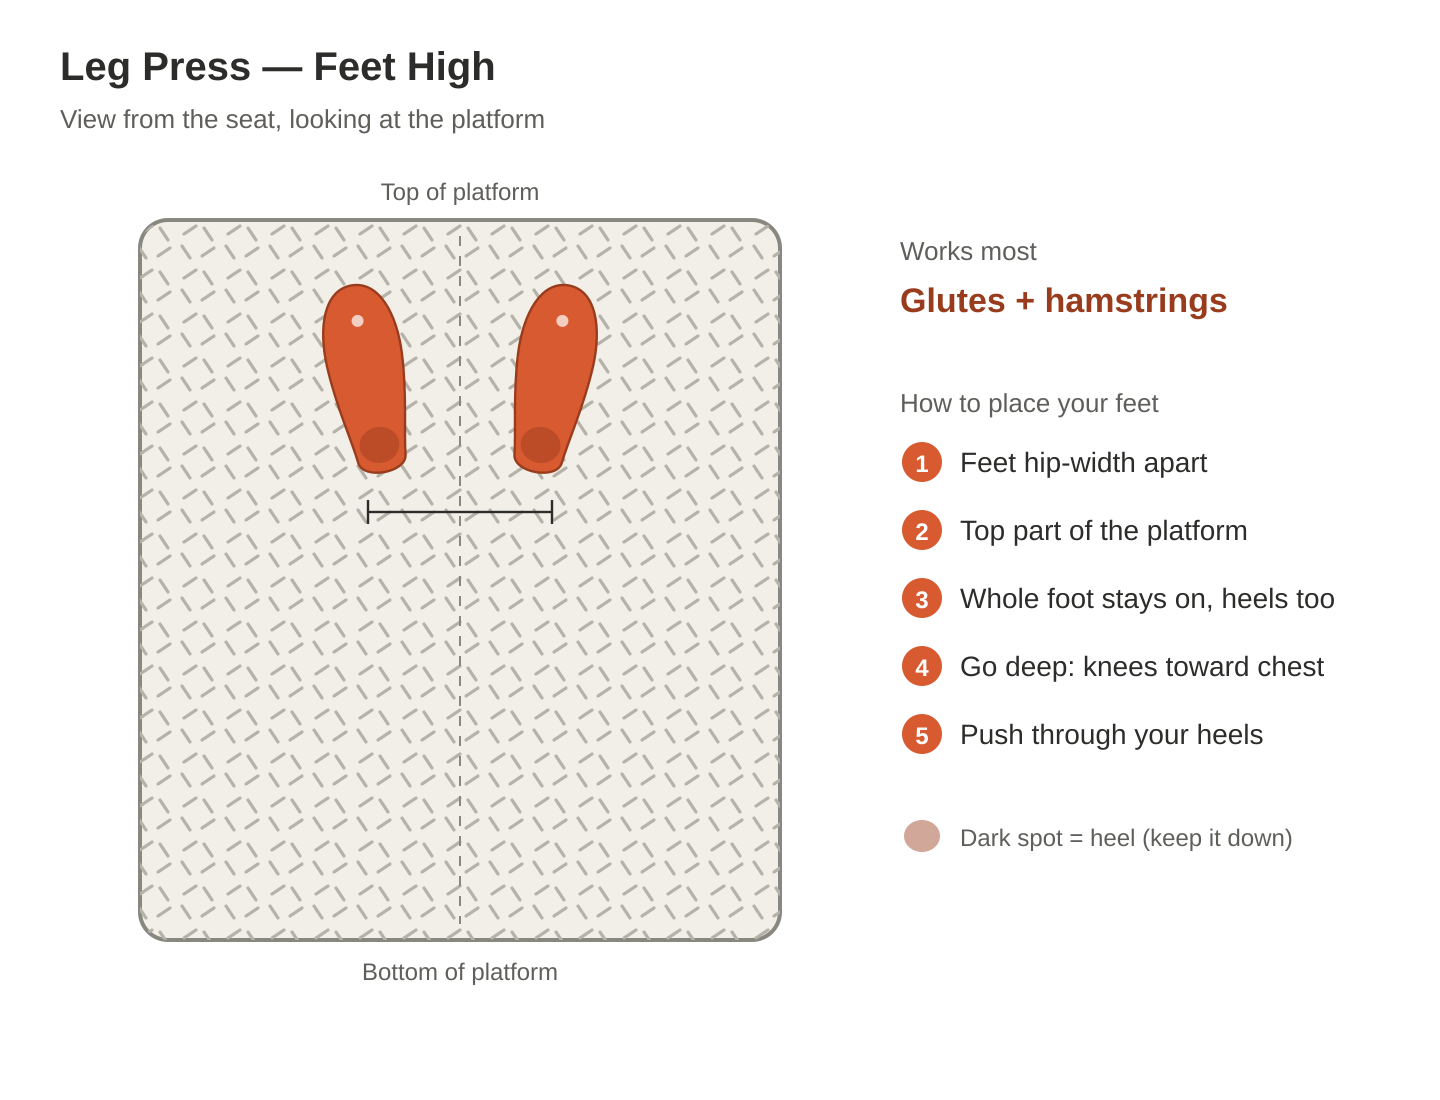 Leg Press — Feet High
View from the seat, looking at the platform
Top of platform
Bottom of platform
Works most
Glutes + hamstrings
How to place your feet
1 Feet hip-width apart
2 Top part of the platform
3 Whole foot stays on, heels too
4 Go deep: knees toward chest
5 Push through your heels
Dark spot = heel (keep it down)